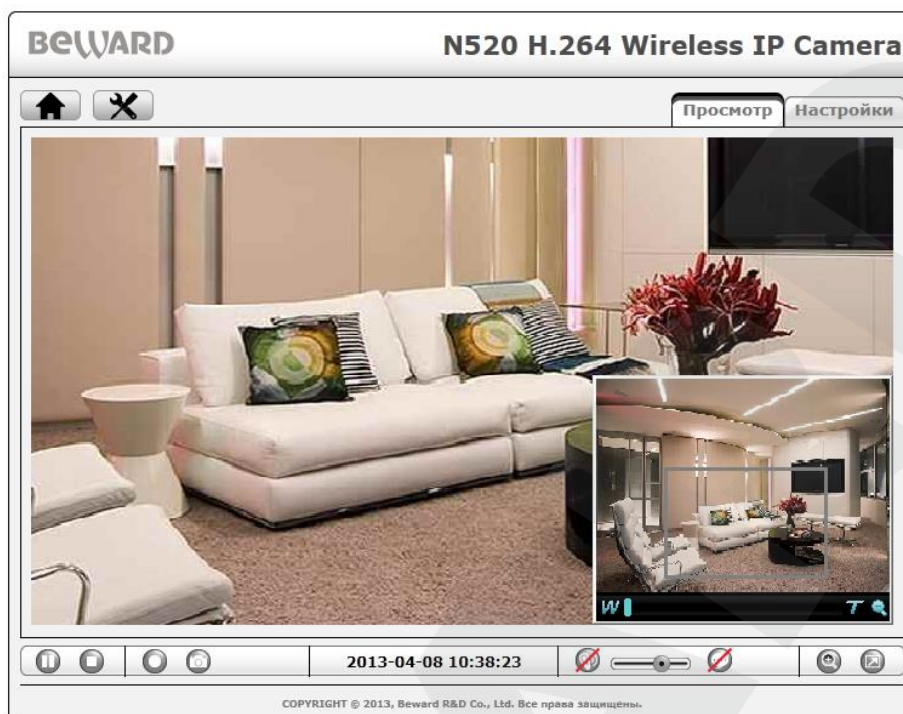 BEWARD
N520 H.264 Wireless IP Camera
Просмотр Настройки
W T
2013-04-08 10:38:23
COPYRIGHT © 2013, Beward R&D Co., Ltd. Все права защищены.